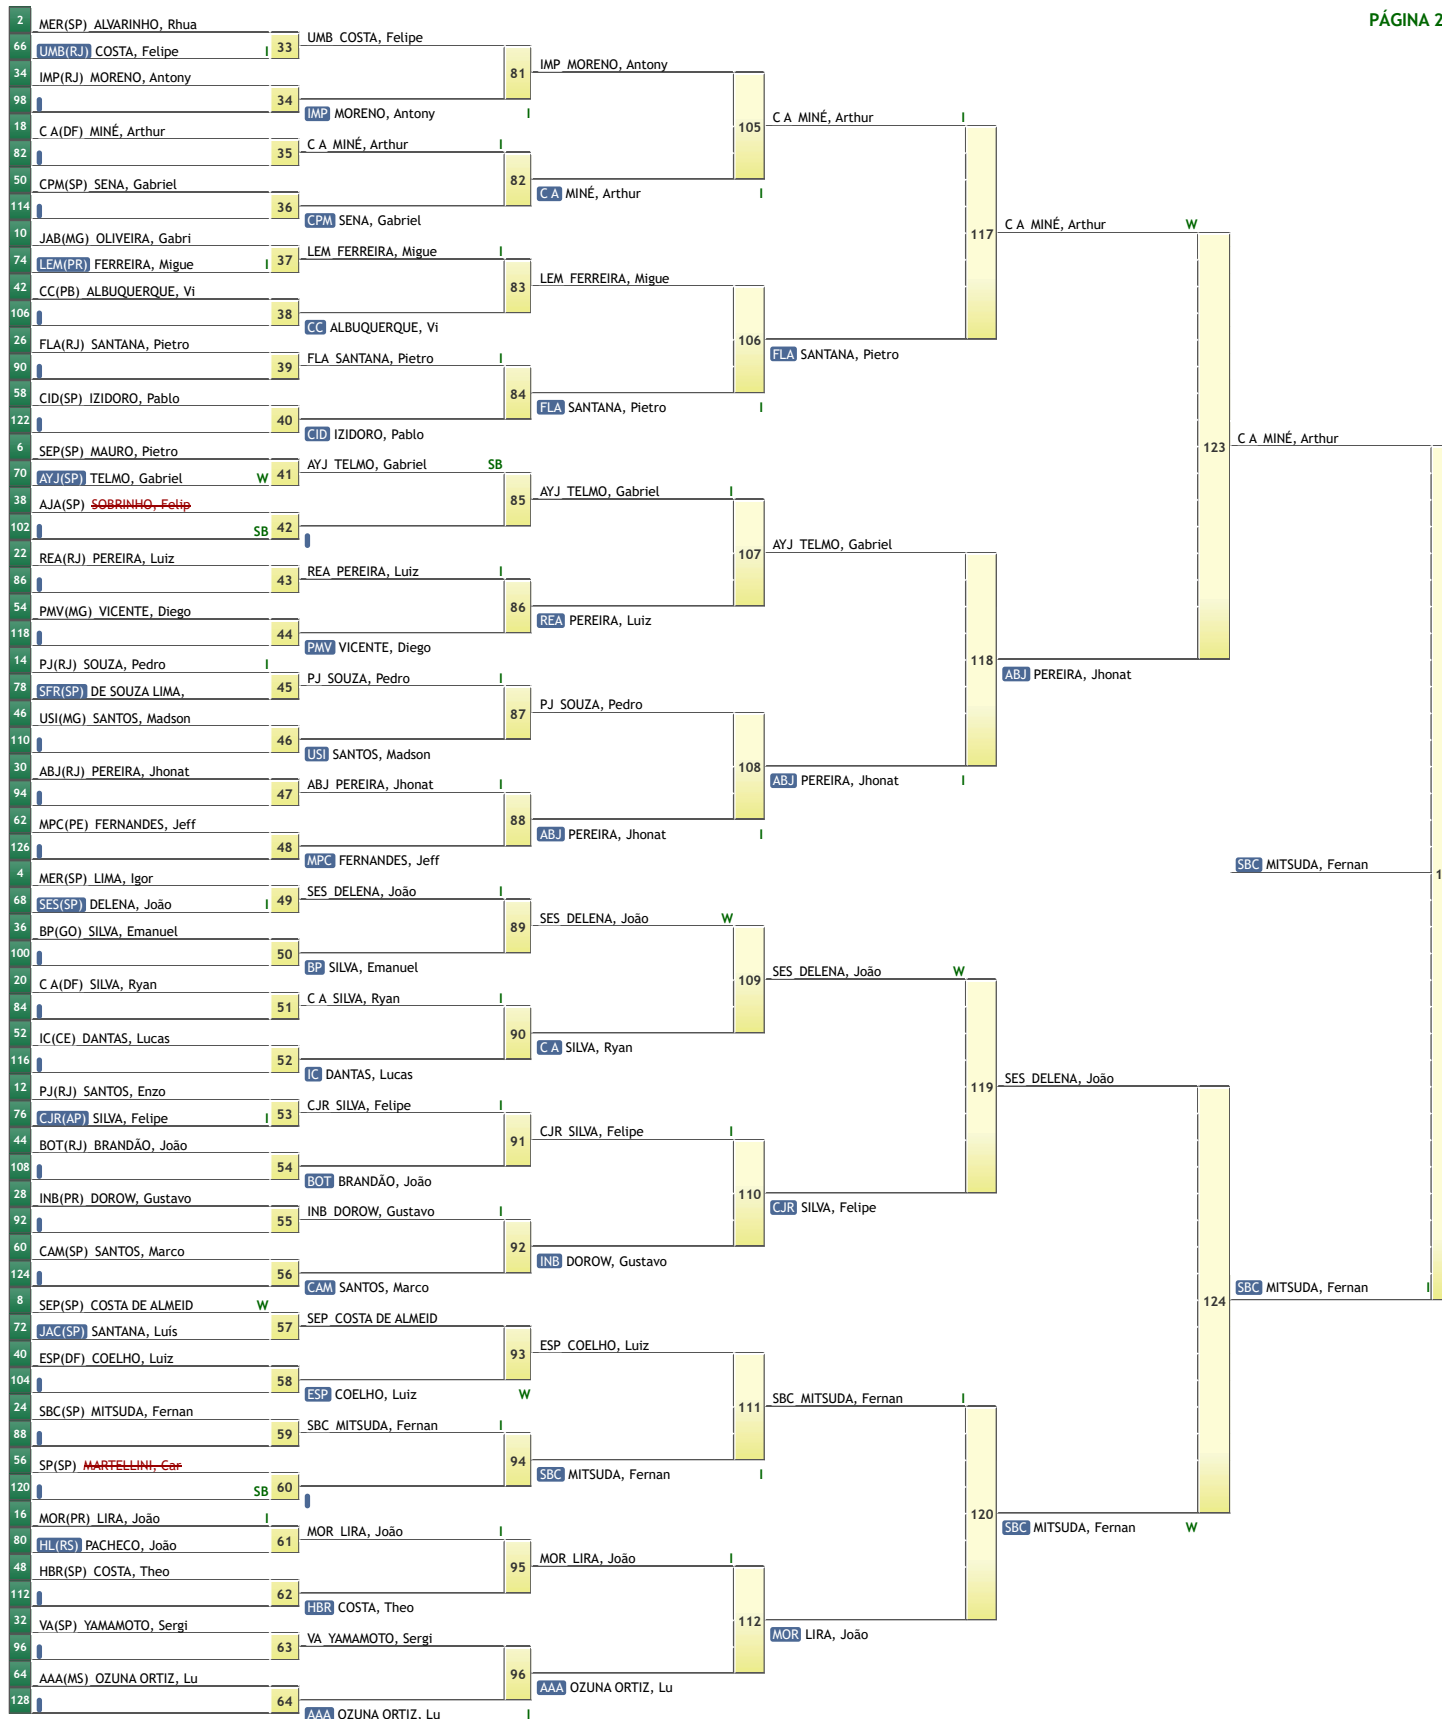 PÁGINA 2
2 MER(SP) ALVARINHO, Rhua
66 UMB(RJ) COSTA, Felipe I
33
34 IMP(RJ) MORENO, Antony
98
34
18 C A(DF) MINÉ, Arthur
82
35
50 CPM(SP) SENA, Gabriel
114
36
10 JAB(MG) OLIVEIRA, Gabri
74 LEM(PR) FERREIRA, Migue I
37
42 CC(PB) ALBUQUERQUE, Vi
106
38
26 FLA(RJ) SANTANA, Pietro
90
39
58 CID(SP) IZIDORO, Pablo
122
40
6 SEP(SP) MAURO, Pietro
70 AYJ(SP) TELMO, Gabriel W
41
38 AJA(SP) SOBRINHO, Felip
102 SB
42
22 REA(RJ) PEREIRA, Luiz
86
43
54 PMV(MG) VICENTE, Diego
118
44
14 PJ(RJ) SOUZA, Pedro I
78 SFR(SP) DE SOUZA LIMA,
45
46 USI(MG) SANTOS, Madson
110
46
30 ABJ(RJ) PEREIRA, Jhonat
94
47
62 MPC(PE) FERNANDES, Jeff
126
48
4 MER(SP) LIMA, Igor
68 SES(SP) DELENA, João I
49
36 BP(GO) SILVA, Emanuel
100
50
20 C A(DF) SILVA, Ryan
84
51
52 IC(CE) DANTAS, Lucas
116
52
12 PJ(RJ) SANTOS, Enzo
76 CJR(AP) SILVA, Felipe I
53
44 BOT(RJ) BRANDÃO, João
108
54
28 INB(PR) DOROW, Gustavo
92
55
60 CAM(SP) SANTOS, Marco
124
56
8 SEP(SP) COSTA DE ALMEID W
72 JAC(SP) SANTANA, Luís
57
40 ESP(DF) COELHO, Luiz
104
58
24 SBC(SP) MITSUDA, Fernan
88
59
56 SP(SP) MARTELLINI, Car
120 SB
60
16 MOR(PR) LIRA, João I
80 HL(RS) PACHECO, João
61
48 HBR(SP) COSTA, Theo
112
62
32 VA(SP) YAMAMOTO, Sergi
96
63
64 AAA(MS) OZUNA ORTIZ, Lu
128
64
UMB COSTA, Felipe
81
IMP MORENO, Antony I
C A MINÉ, Arthur I
82
CPM SENA, Gabriel
LEM FERREIRA, Migue I
83
CC ALBUQUERQUE, Vi
FLA SANTANA, Pietro I
84
CID IZIDORO, Pablo
AYJ TELMO, Gabriel SB
85
REA PEREIRA, Luiz I
86
PMV VICENTE, Diego
PJ SOUZA, Pedro I
87
USI SANTOS, Madson
ABJ PEREIRA, Jhonat I
88
MPC FERNANDES, Jeff
SES DELENA, João I
89
BP SILVA, Emanuel
C A SILVA, Ryan I
90
IC DANTAS, Lucas
CJR SILVA, Felipe I
91
BOT BRANDÃO, João
INB DOROW, Gustavo I
92
CAM SANTOS, Marco
SEP COSTA DE ALMEID
93
ESP COELHO, Luiz W
SBC MITSUDA, Fernan I
94
MOR LIRA, João I
95
HBR COSTA, Theo
VA YAMAMOTO, Sergi
96
AAA OZUNA ORTIZ, Lu I
IMP MORENO, Antony
105
C A MINÉ, Arthur I
LEM FERREIRA, Migue
106
FLA SANTANA, Pietro I
AYJ TELMO, Gabriel I
107
REA PEREIRA, Luiz
PJ SOUZA, Pedro
108
ABJ PEREIRA, Jhonat I
SES DELENA, João W
109
C A SILVA, Ryan
CJR SILVA, Felipe I
110
INB DOROW, Gustavo
ESP COELHO, Luiz
111
SBC MITSUDA, Fernan I
MOR LIRA, João I
112
AAA OZUNA ORTIZ, Lu
C A MINÉ, Arthur I
117
FLA SANTANA, Pietro
AYJ TELMO, Gabriel
118
ABJ PEREIRA, Jhonat I
SES DELENA, João W
119
CJR SILVA, Felipe
SBC MITSUDA, Fernan I
120
MOR LIRA, João
C A MINÉ, Arthur W
123
ABJ PEREIRA, Jhonat
SES DELENA, João
124
SBC MITSUDA, Fernan W
C A MINÉ, Arthur
SBC MITSUDA, Fernan
SBC MITSUDA, Fernan I